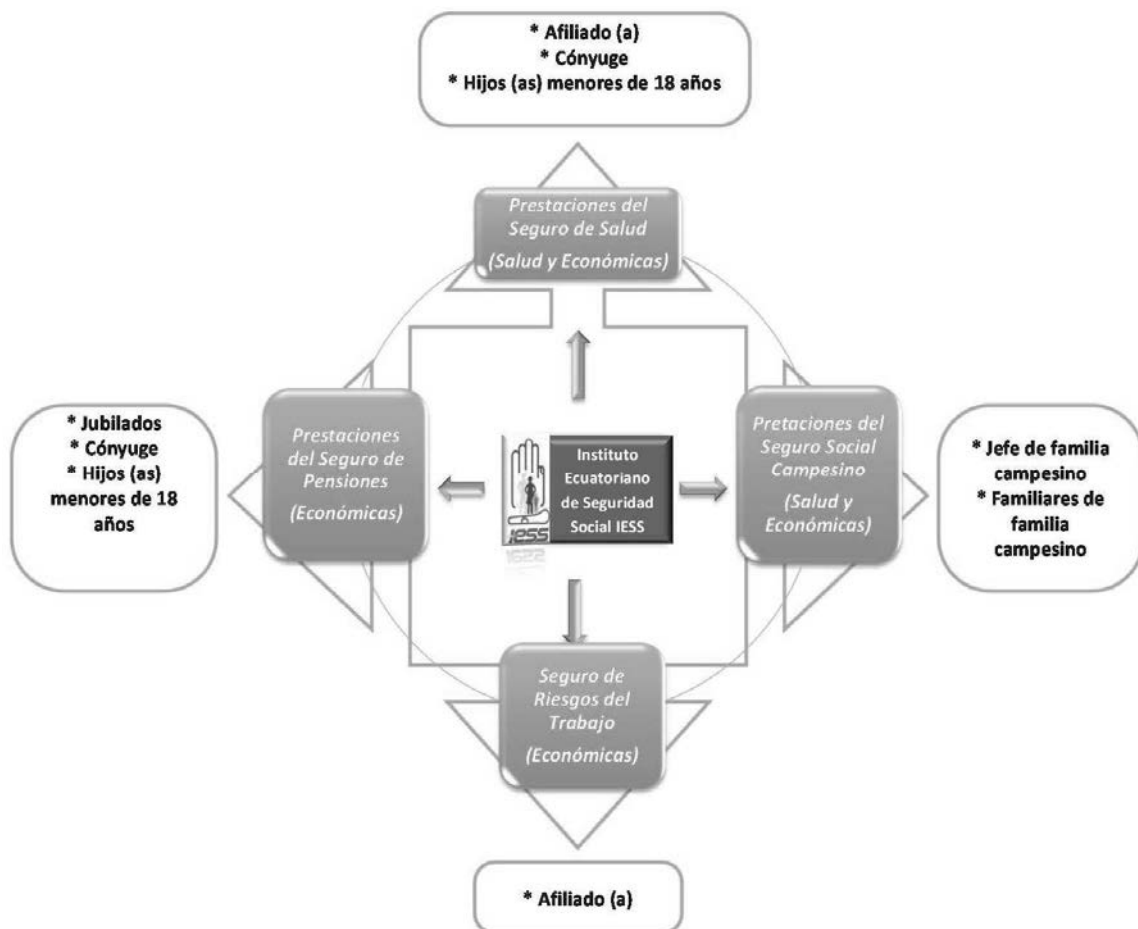 * Afiliado (a)
* Cónyuge
* Hijos (as) menores de 18 años
Prestaciones del
Seguro de Salud
(Salud y Económicas)
* Jubilados
* Cónyuge
* Hijos (as)
menores de 18
años
Prestaciones
del Seguro de
Pensiones
(Económicas)
iess
Instituto
Ecuatoriano
de Seguridad
Social IESS
Pretaciones del
Seguro Social
Campesino
(Salud y
Económicas)
* Jefe de familia
campesino
* Familiares de
familia
campesino
Seguro de
Riesgos del
Trabajo
(Económicas)
* Afiliado (a)